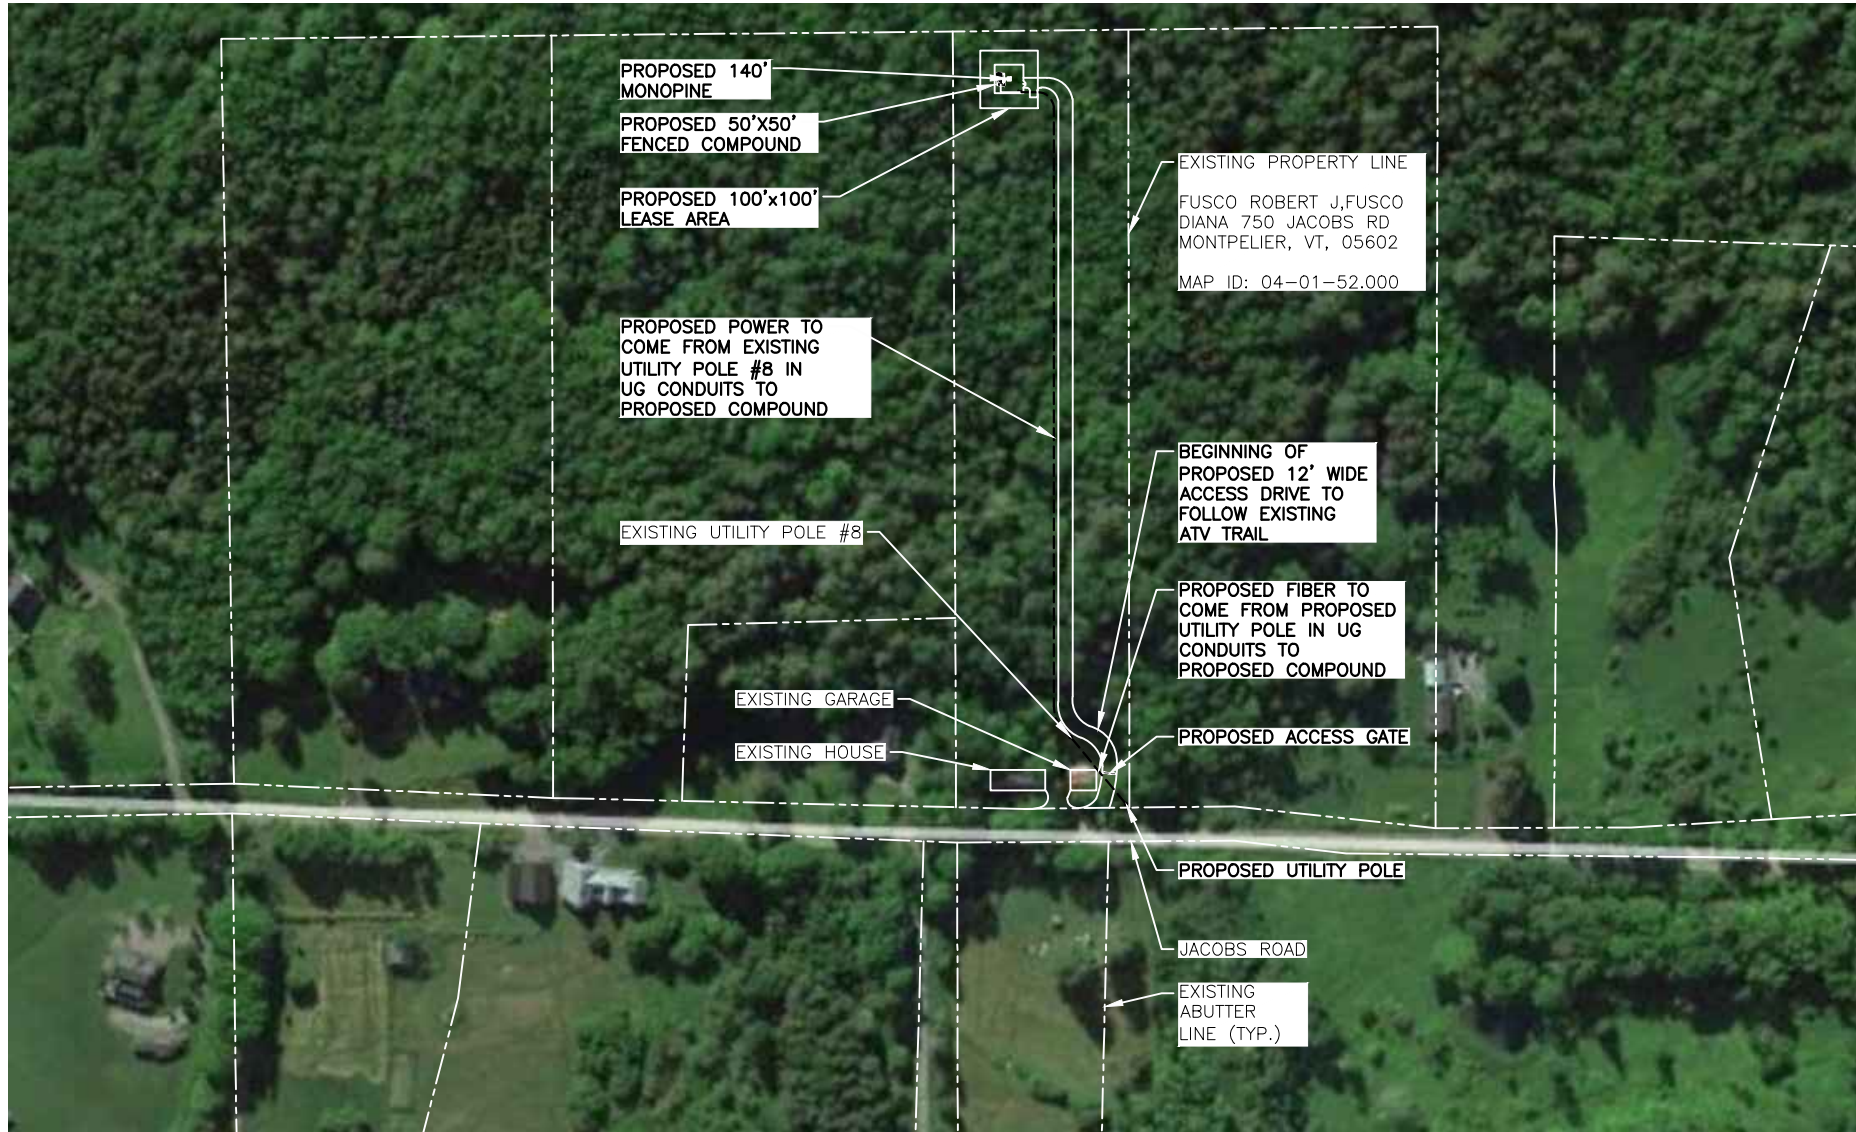 PROPOSED 140'
MONOPINE
PROPOSED 50'X50'
FENCED COMPOUND
PROPOSED 100'x100'
LEASE AREA
PROPOSED POWER TO
COME FROM EXISTING
UTILITY POLE #8 IN
UG CONDUITS TO
PROPOSED COMPOUND
EXISTING UTILITY POLE #8
EXISTING GARAGE
EXISTING HOUSE
EXISTING PROPERTY LINE
FUSCO ROBERT J,FUSCO
DIANA 750 JACOBS RD
MONTPELIER, VT, 05602
MAP ID: 04-01-52.000
BEGINNING OF
PROPOSED 12' WIDE
ACCESS DRIVE TO
FOLLOW EXISTING
ATV TRAIL
PROPOSED FIBER TO
COME FROM PROPOSED
UTILITY POLE IN UG
CONDUITS TO
PROPOSED COMPOUND
PROPOSED ACCESS GATE
PROPOSED UTILITY POLE
JACOBS ROAD
EXISTING
ABUTTER
LINE (TYP.)